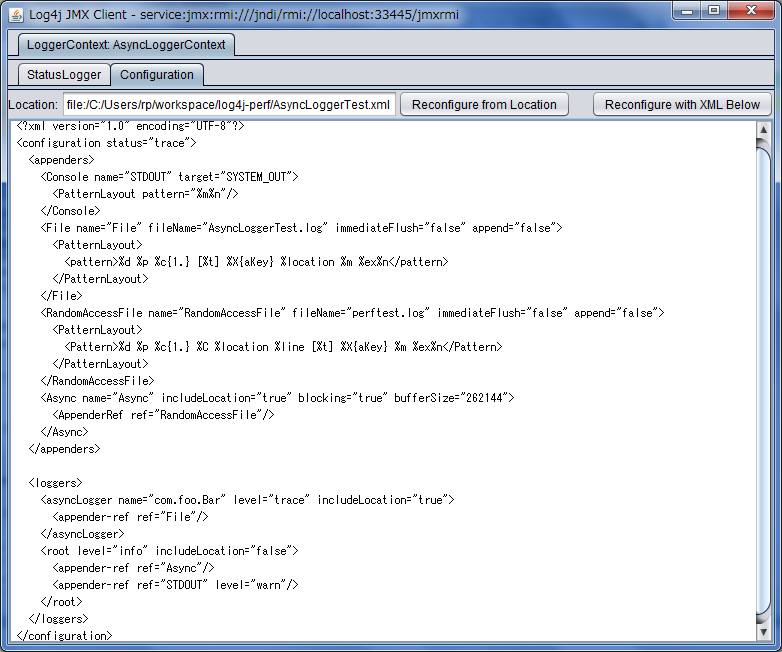 Log4j JMX Client - service:jmx:rmi:///jndi/rmi://localhost:33445/jmxrmi
LoggerContext: AsyncLoggerContext
StatusLogger Configuration
Location: file:/C:/Users/rp/workspace/log4j-perf/AsyncLoggerTest.xml Reconfigure from Location Reconfigure with XML Below
<?xml version="1.0" encoding="UTF-8"?>
<configuration status="trace">
  <appenders>
    <Console name="STDOUT" target="SYSTEM_OUT">
      <PatternLayout pattern="%m%n"/>
    </Console>
    <File name="File" fileName="AsyncLoggerTest.log" immediateFlush="false" append="false">
      <PatternLayout>
        <pattern>%d %p %c{1.} [%t] %X{aKey} %location %m %ex%n</pattern>
      </PatternLayout>
    </File>
    <RandomAccessFile name="RandomAccessFile" fileName="perftest.log" immediateFlush="false" append="false">
      <PatternLayout>
        <Pattern>%d %p %c{1.} %C %location %line [%t] %X{aKey} %m %ex%n</Pattern>
      </PatternLayout>
    </RandomAccessFile>
    <Async name="Async" includeLocation="true" blocking="true" bufferSize="262144">
      <AppenderRef ref="RandomAccessFile"/>
    </Async>
  </appenders>
  <loggers>
    <asyncLogger name="com.foo.Bar" level="trace" includeLocation="true">
      <appender-ref ref="File"/>
    </asyncLogger>
    <root level="info" includeLocation="false">
      <appender-ref ref="Async"/>
      <appender-ref ref="STDOUT" level="warn"/>
    </root>
  </loggers>
</configuration>